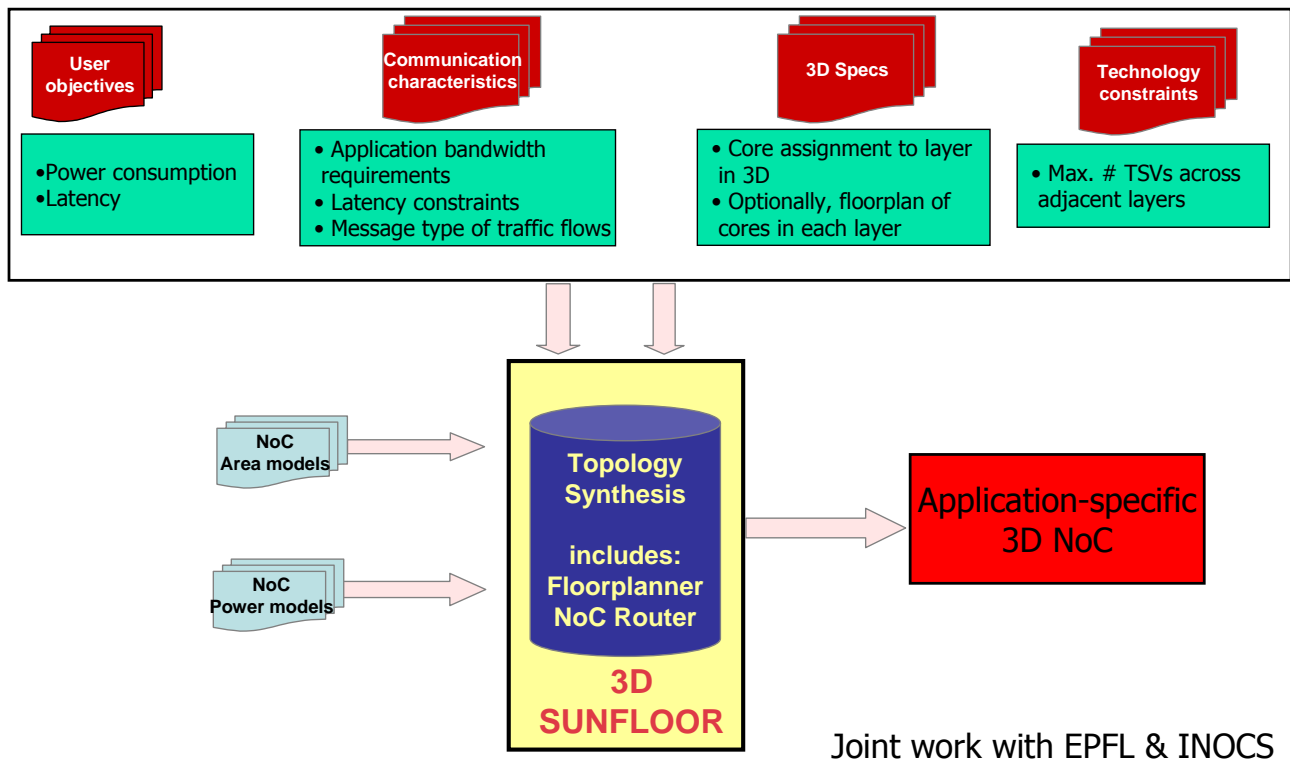 User
objectives
Communication
characteristics
3D Specs
Technology
constraints
•Power consumption
•Latency
• Application bandwidth
requirements
• Latency constraints
• Message type of traffic flows
• Core assignment to layer
in 3D
• Optionally, floorplan of
cores in each layer
• Max. # TSVs across
adjacent layers
NoC
Area models
NoC
Power models
Topology
Synthesis
includes:
Floorplanner
NoC Router
3D
SUNFLOOR
Application-specific
3D NoC
Joint work with EPFL & INOCS